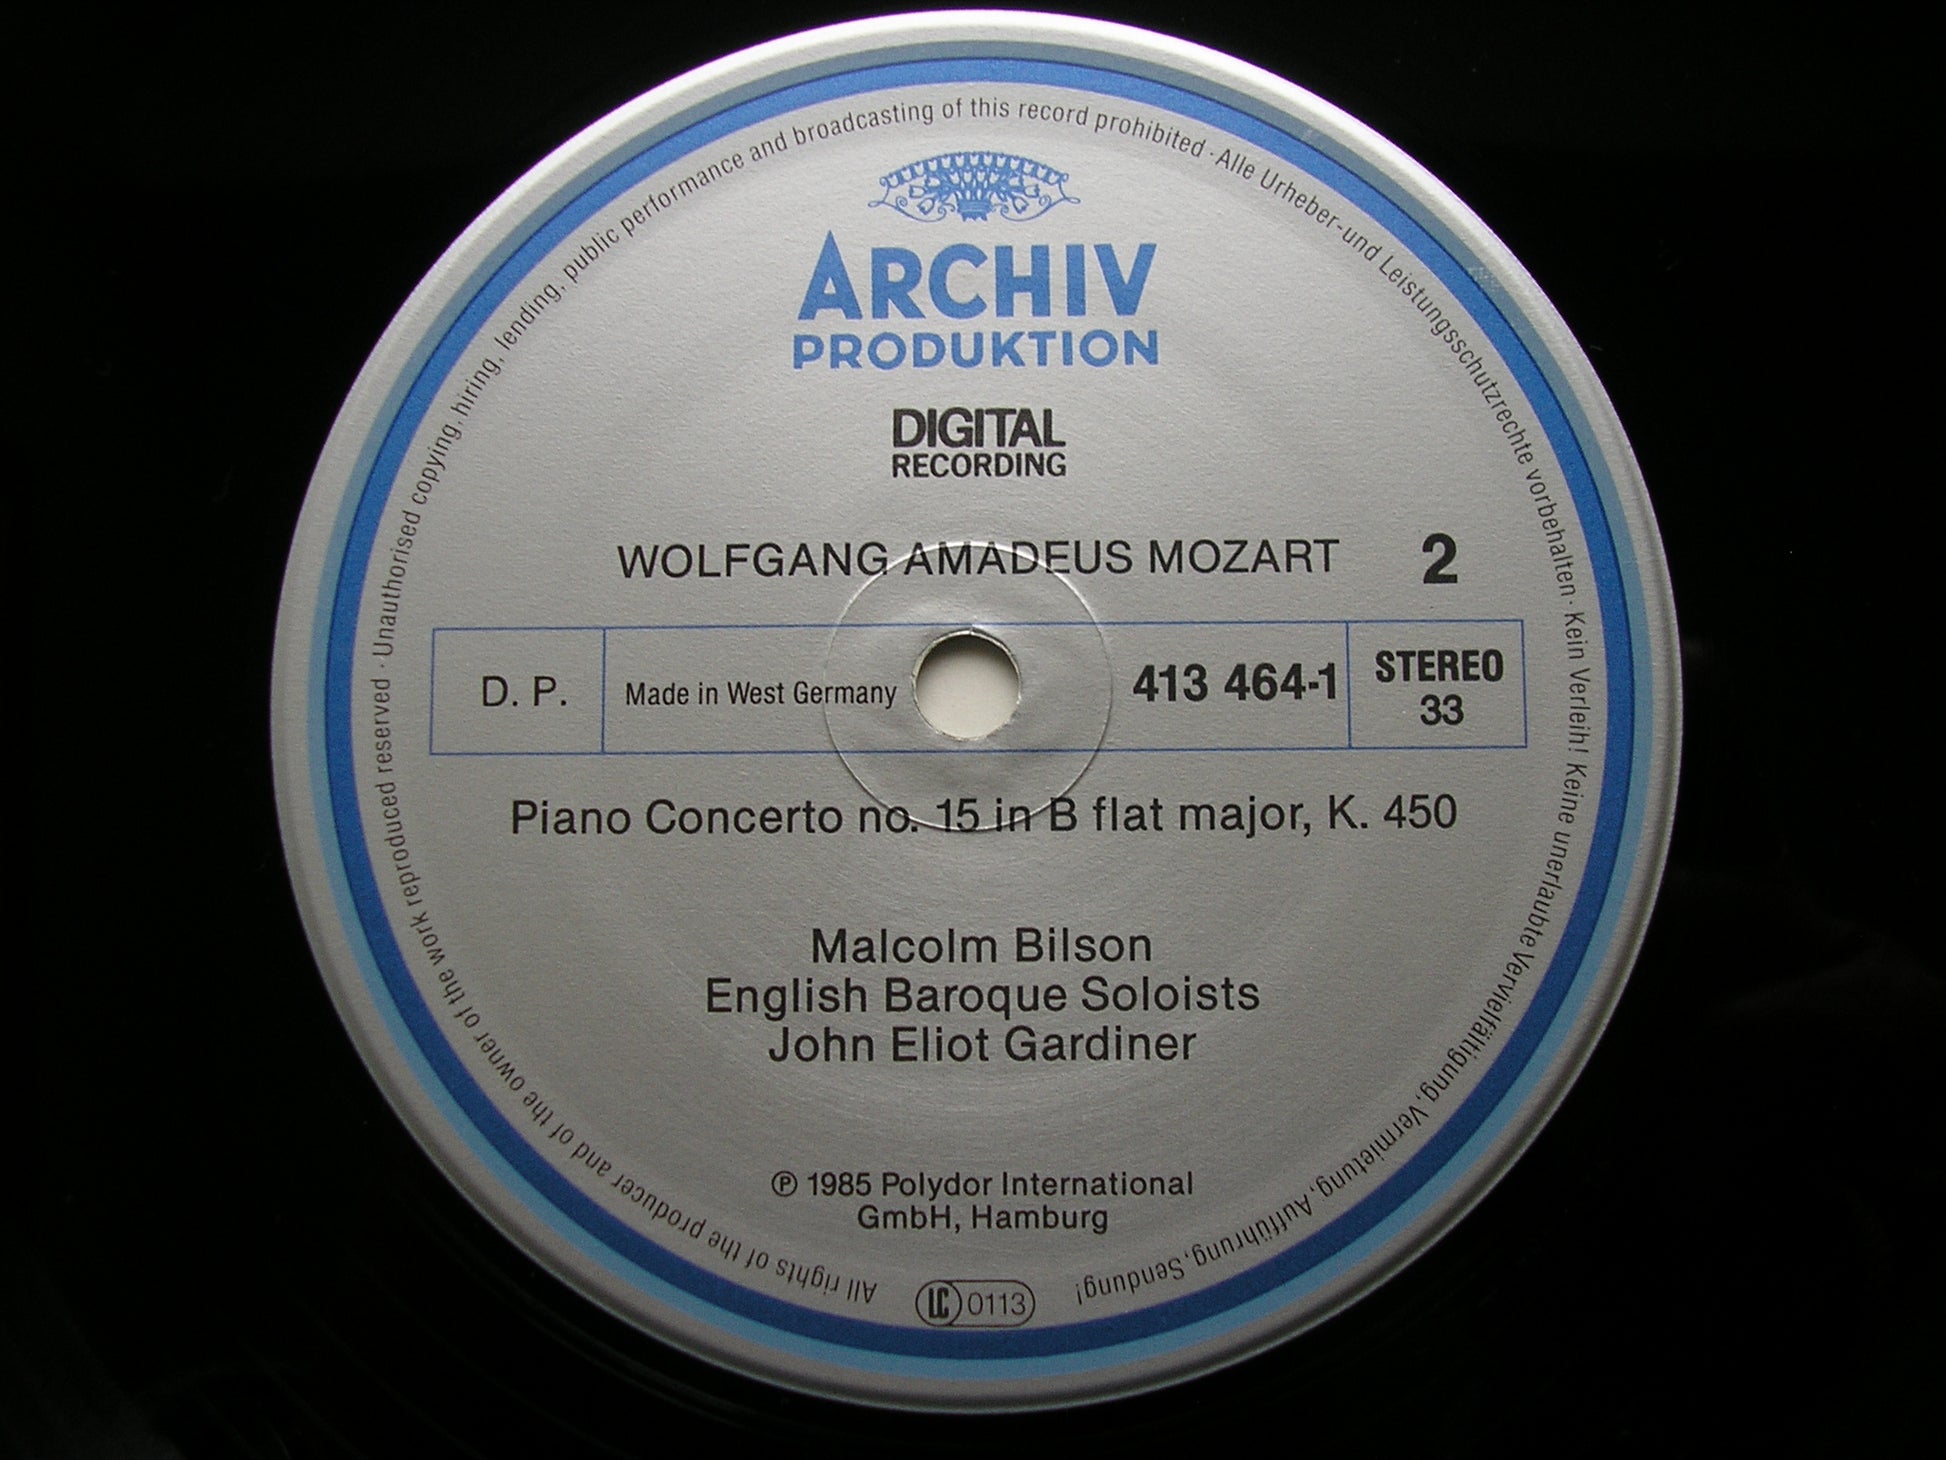 All rights of the producer and of the owner of the work reproduced reserved · Unauthorised copying, hiring, lending, public performance and broadcasting of this record prohibited · Alle Urheber-und Leistungsschutzrechte vorbehalten · Kein Verleih! Keine unerlaubte Vervielfältigung, Vermietung, Aufführung, Sendung!
ARCHIV
PRODUKTION
DIGITAL
RECORDING
WOLFGANG AMADEUS MOZART 2
D. P. Made in West Germany 413 464-1 STEREO
33
Piano Concerto no. 15 in B flat major, K. 450
Malcolm Bilson
English Baroque Soloists
John Eliot Gardiner
℗ 1985 Polydor International
GmbH, Hamburg
LC 0113